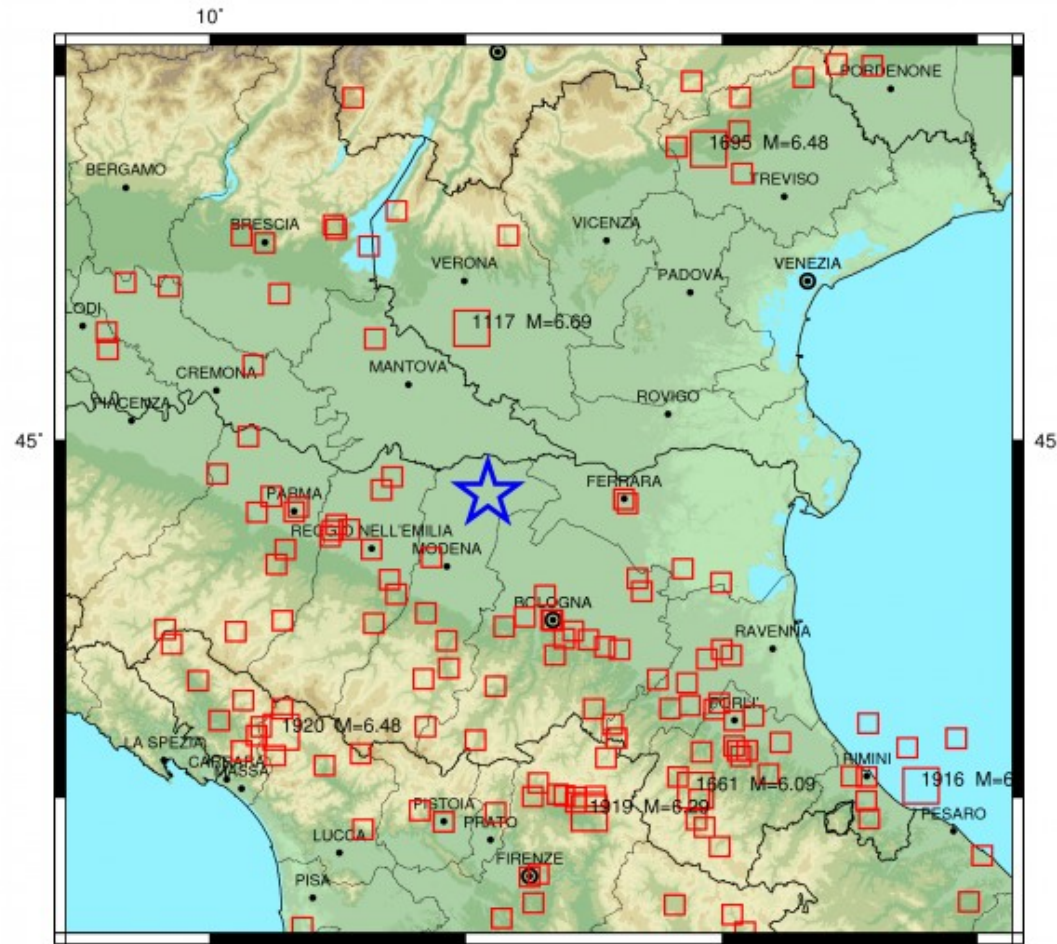 10°
PORDENONE
1695 M=6.48
BERGAMO
TREVISO
BRESCIA
VICENZA
VERONA
PADOVA
VENEZIA
LODI
1117 M=6.69
MANTOVA
CREMONA
ROVIGO
PIACENZA
45°
45
PARMA
FERRARA
REGGIO NELL'EMILIA
MODENA
BOLOGNA
RAVENNA
FORLI'
1920 M=6.48
LA SPEZIA
CARRARA
MASSA
RIMINI
1661 M=6.09
1916 M=6
PISTOIA
1919 M=6.29
PESARO
PRATO
LUCCA
FIRENZE
PISA